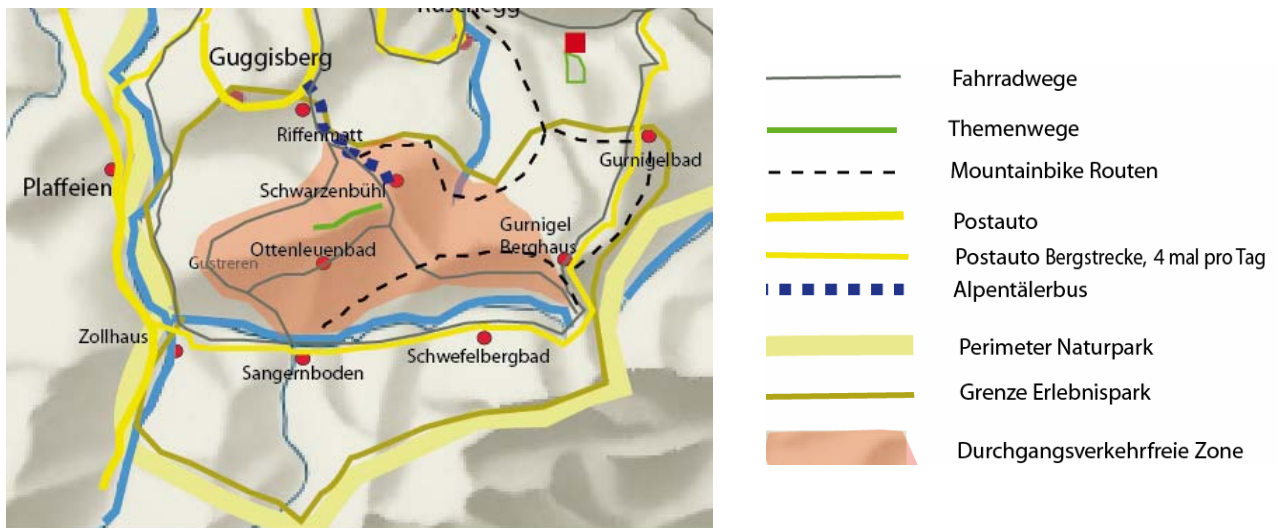 Rüschegg
Guggisberg
Riffenmatt
Gurnigelbad
Plaffeien
Schwarzenbühl
Gurnigel
Berghaus
Ottenleuenbad
Gustreren
Zollhaus
Schwefelbergbad
Sangernboden
Fahrradwege
Themenwege
Mountainbike Routen
Postauto
Postauto Bergstrecke, 4 mal pro Tag
Alpentälerbus
Perimeter Naturpark
Grenze Erlebnispark
Durchgangsverkehrfreie Zone